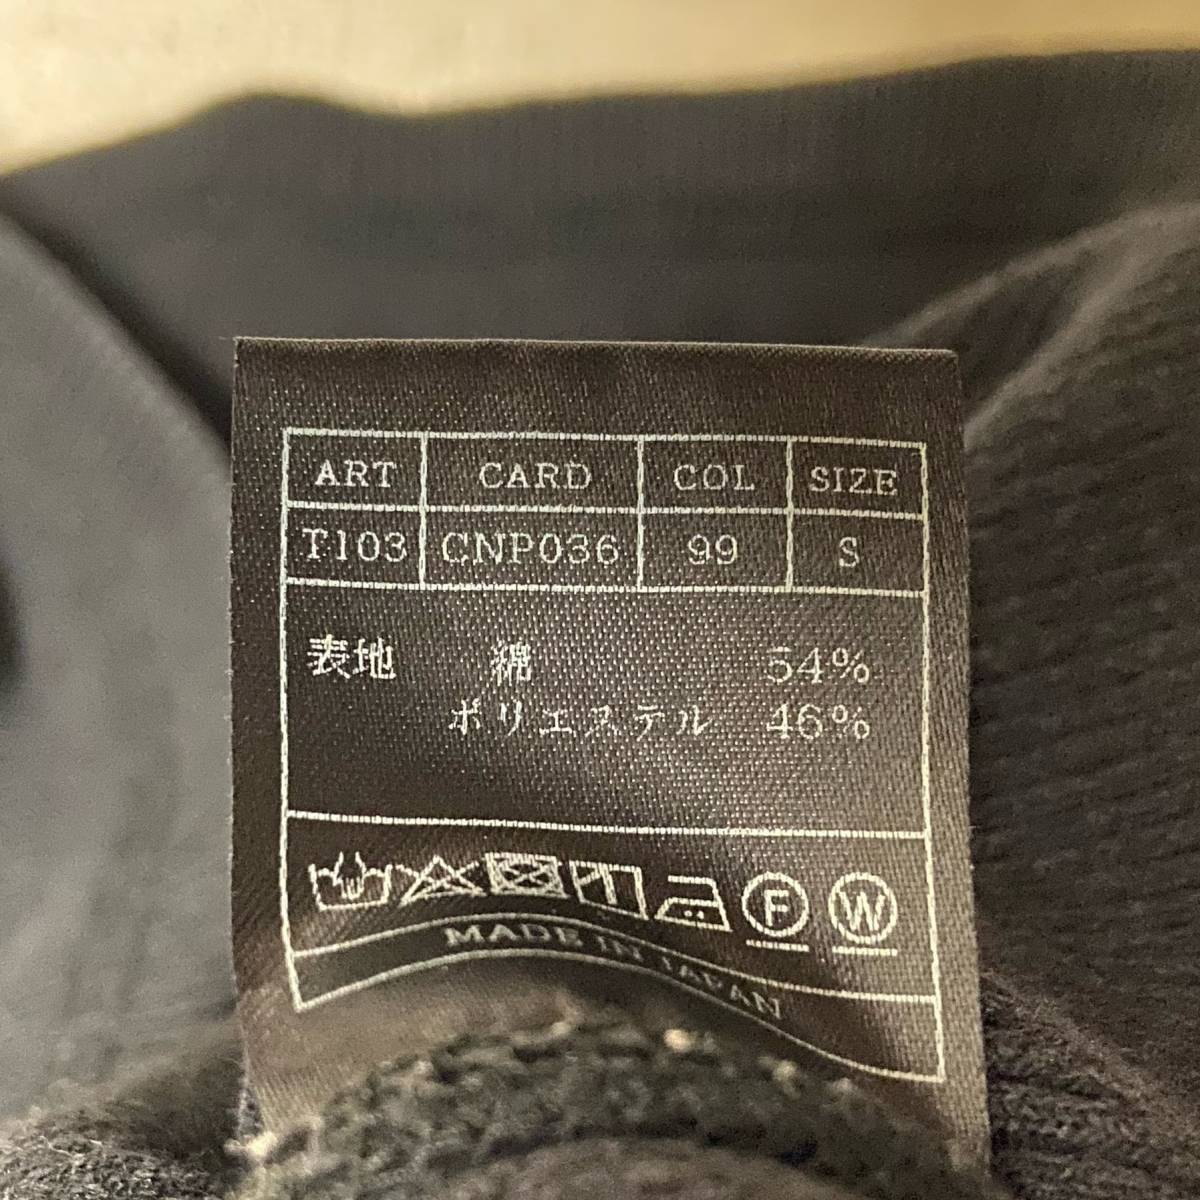 ART CARD COL SIZE
T103 CNP036 99 S
表地 綿 54%
ポリエステル 46%
F W
MADE IN JAPAN